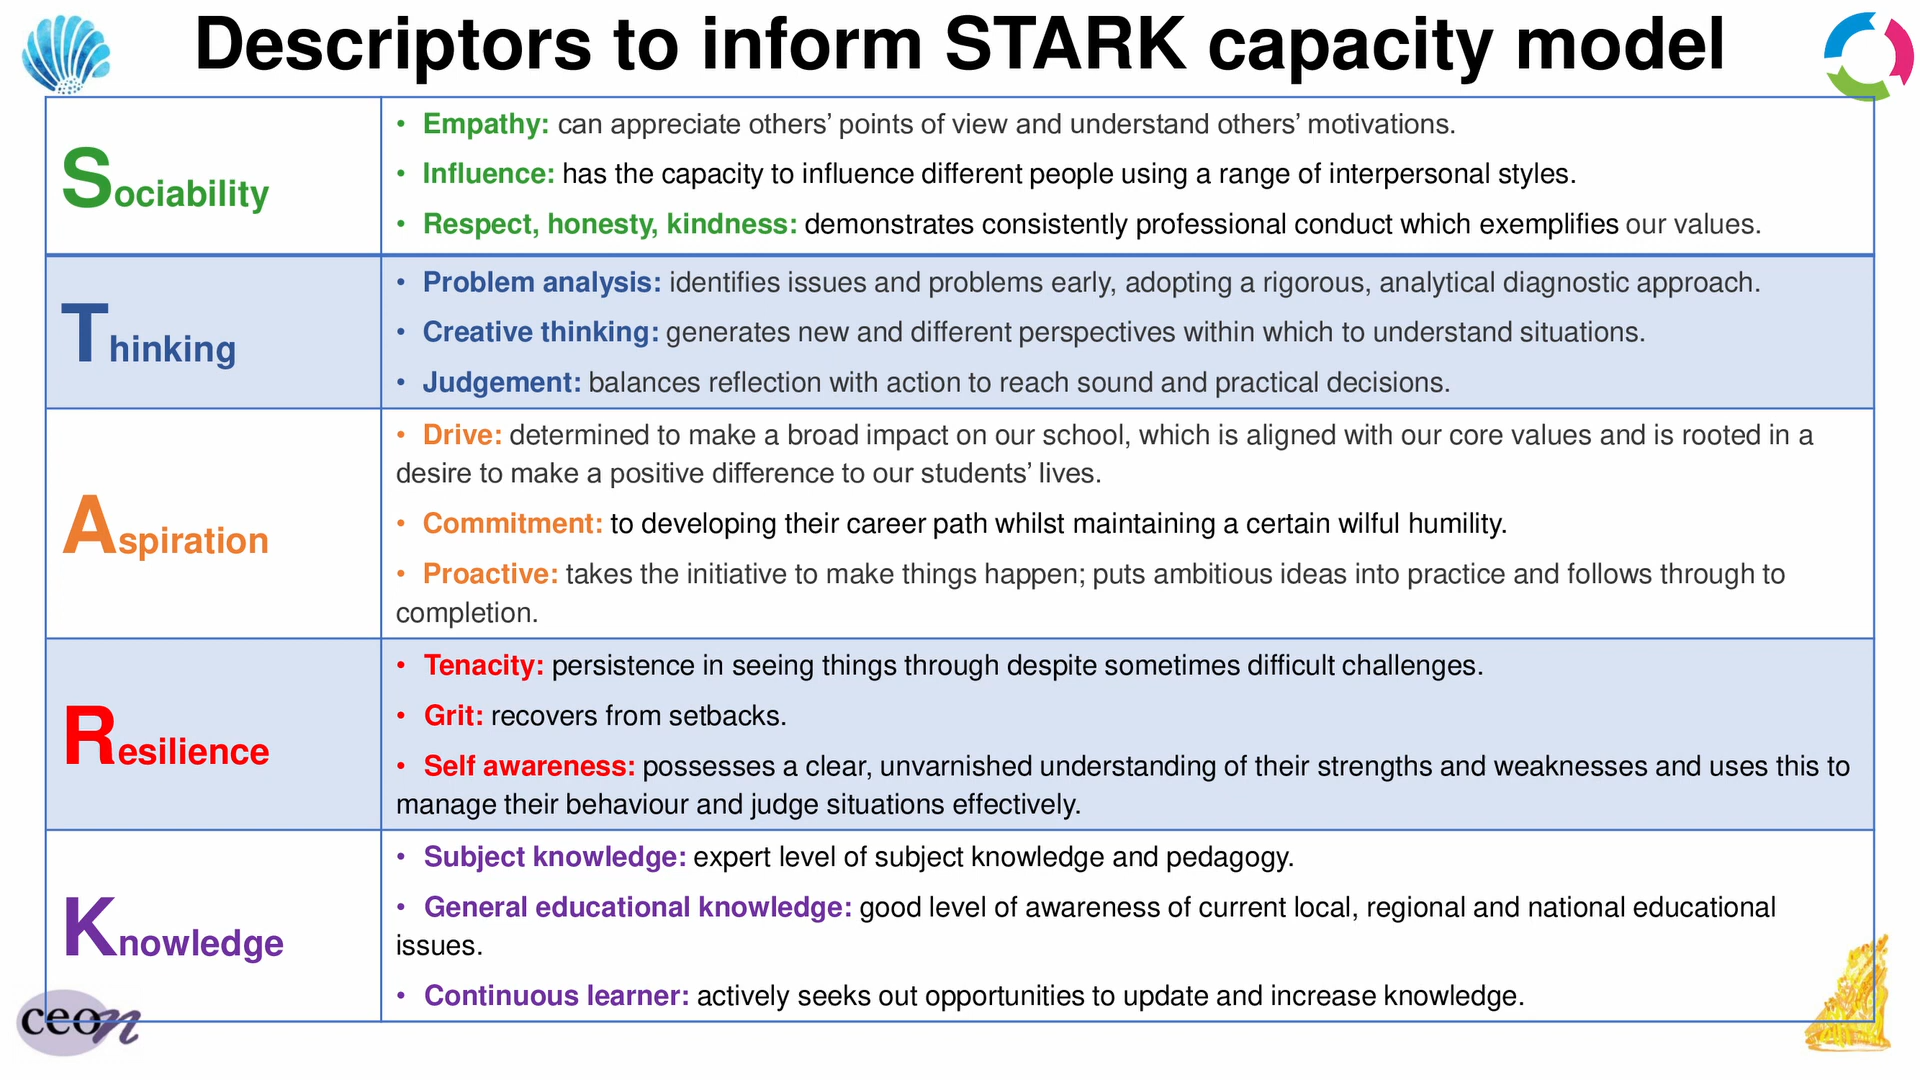 Descriptors to inform STARK capacity model
Sociability
• Empathy: can appreciate others’ points of view and understand others’ motivations.
• Influence: has the capacity to influence different people using a range of interpersonal styles.
• Respect, honesty, kindness: demonstrates consistently professional conduct which exemplifies our values.
Thinking
• Problem analysis: identifies issues and problems early, adopting a rigorous, analytical diagnostic approach.
• Creative thinking: generates new and different perspectives within which to understand situations.
• Judgement: balances reflection with action to reach sound and practical decisions.
Aspiration
• Drive: determined to make a broad impact on our school, which is aligned with our core values and is rooted in a
desire to make a positive difference to our students’ lives.
• Commitment: to developing their career path whilst maintaining a certain wilful humility.
• Proactive: takes the initiative to make things happen; puts ambitious ideas into practice and follows through to
completion.
Resilience
• Tenacity: persistence in seeing things through despite sometimes difficult challenges.
• Grit: recovers from setbacks.
• Self awareness: possesses a clear, unvarnished understanding of their strengths and weaknesses and uses this to
manage their behaviour and judge situations effectively.
Knowledge
• Subject knowledge: expert level of subject knowledge and pedagogy.
• General educational knowledge: good level of awareness of current local, regional and national educational
issues.
• Continuous learner: actively seeks out opportunities to update and increase knowledge.
ceon